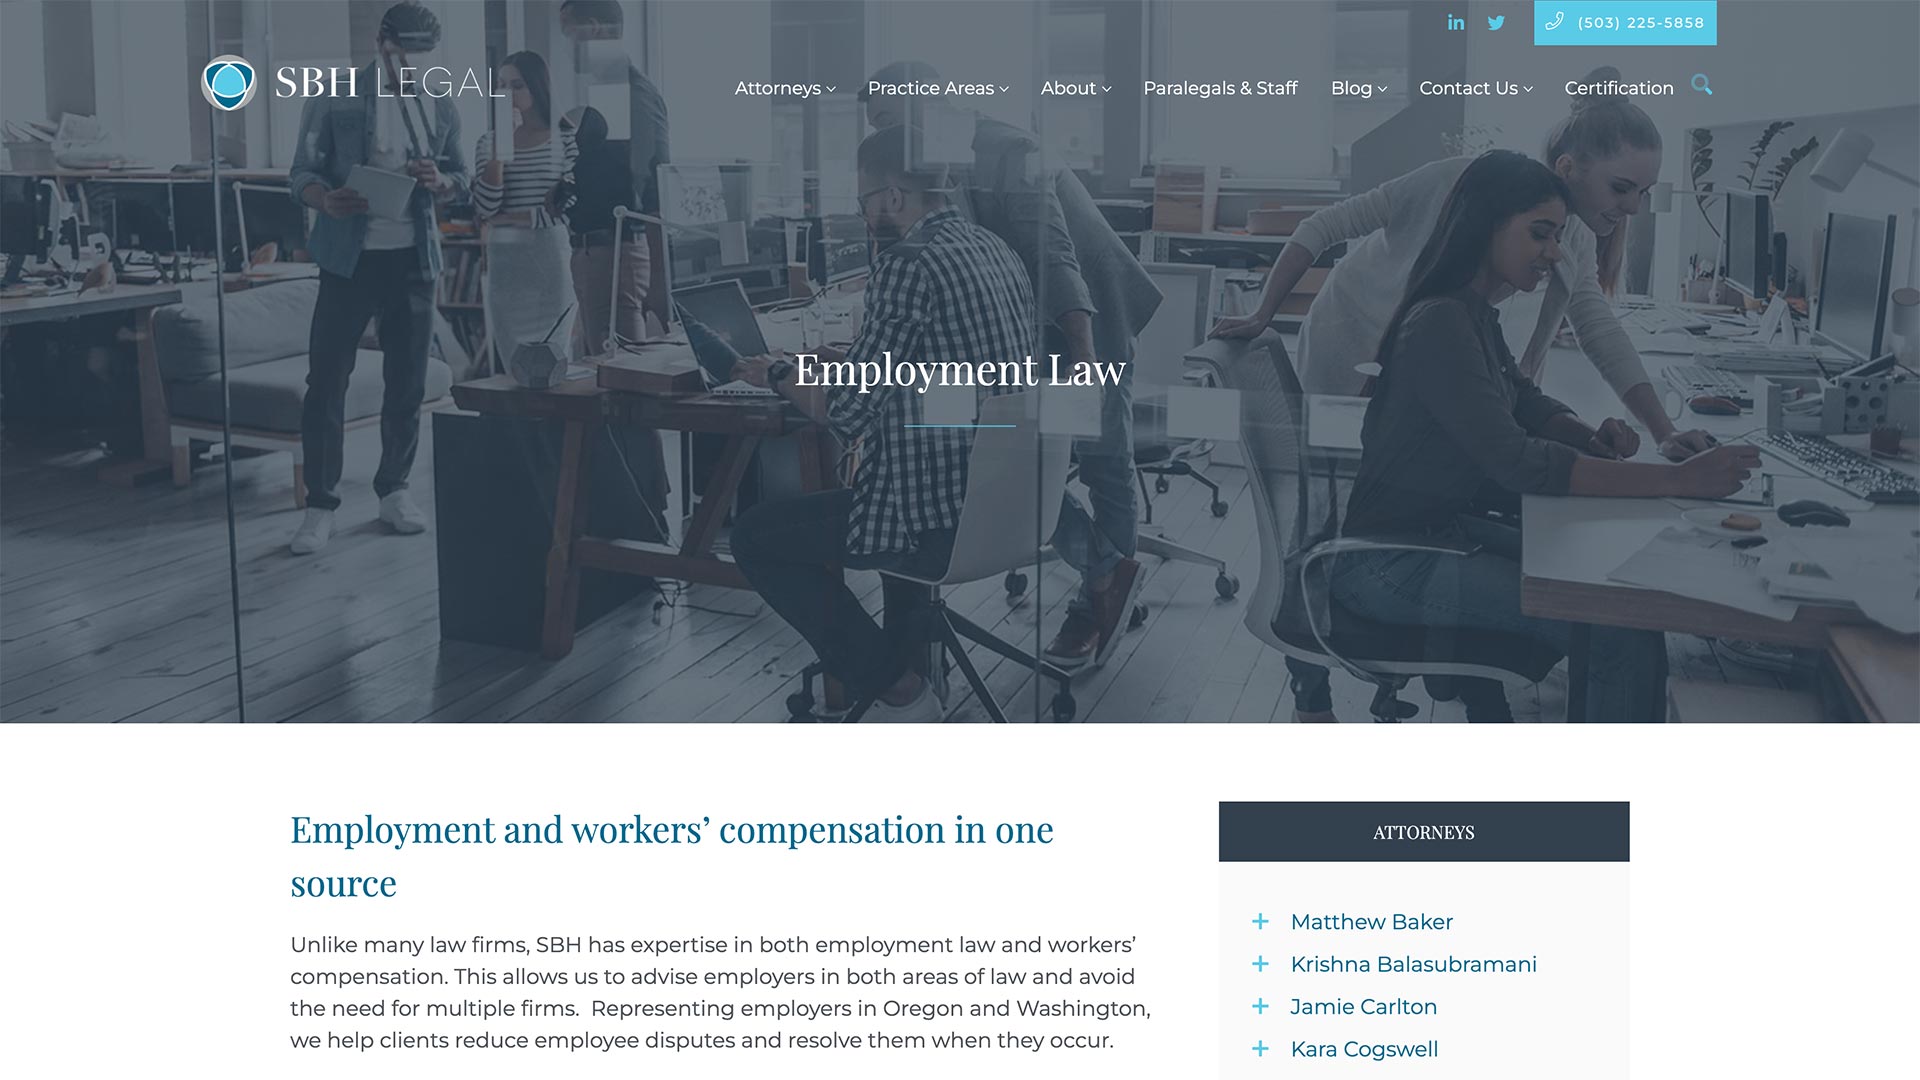 in
(503) 225-5858
SBH LEGAL
Attorneys Practice Areas About Paralegals & Staff Blog Contact Us Certification
Employment Law
Employment and workers’ compensation in one
source
Unlike many law firms, SBH has expertise in both employment law and workers’
compensation. This allows us to advise employers in both areas of law and avoid
the need for multiple firms.  Representing employers in Oregon and Washington,
we help clients reduce employee disputes and resolve them when they occur.
ATTORNEYS
+ Matthew Baker
+ Krishna Balasubramani
+ Jamie Carlton
+ Kara Cogswell